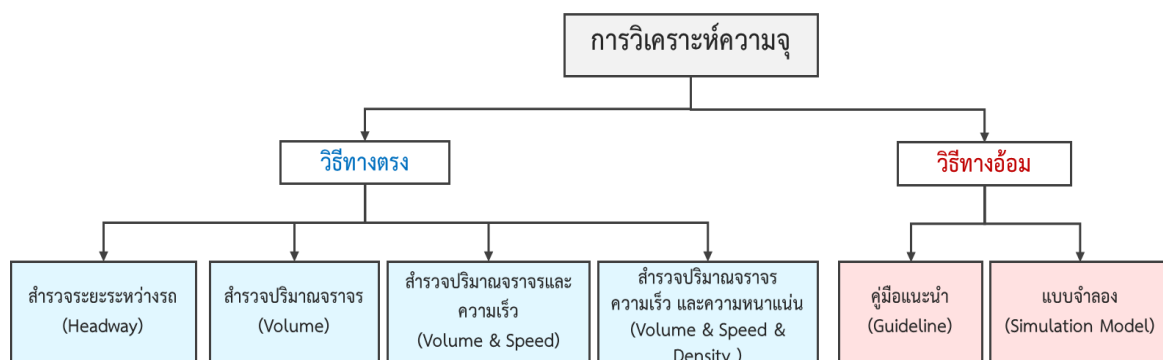 การวิเคราะห์ความจุ
วิธีทางตรง
วิธีทางอ้อม
สำรวจระยะระหว่างรถ
(Headway)
สำรวจปริมาณจราจร
(Volume)
สำรวจปริมาณจราจรและ
ความเร็ว
(Volume & Speed)
สำรวจปริมาณจราจร
ความเร็ว และความหนาแน่น
(Volume & Speed &
Density )
คู่มือแนะนำ
(Guideline)
แบบจำลอง
(Simulation Model)